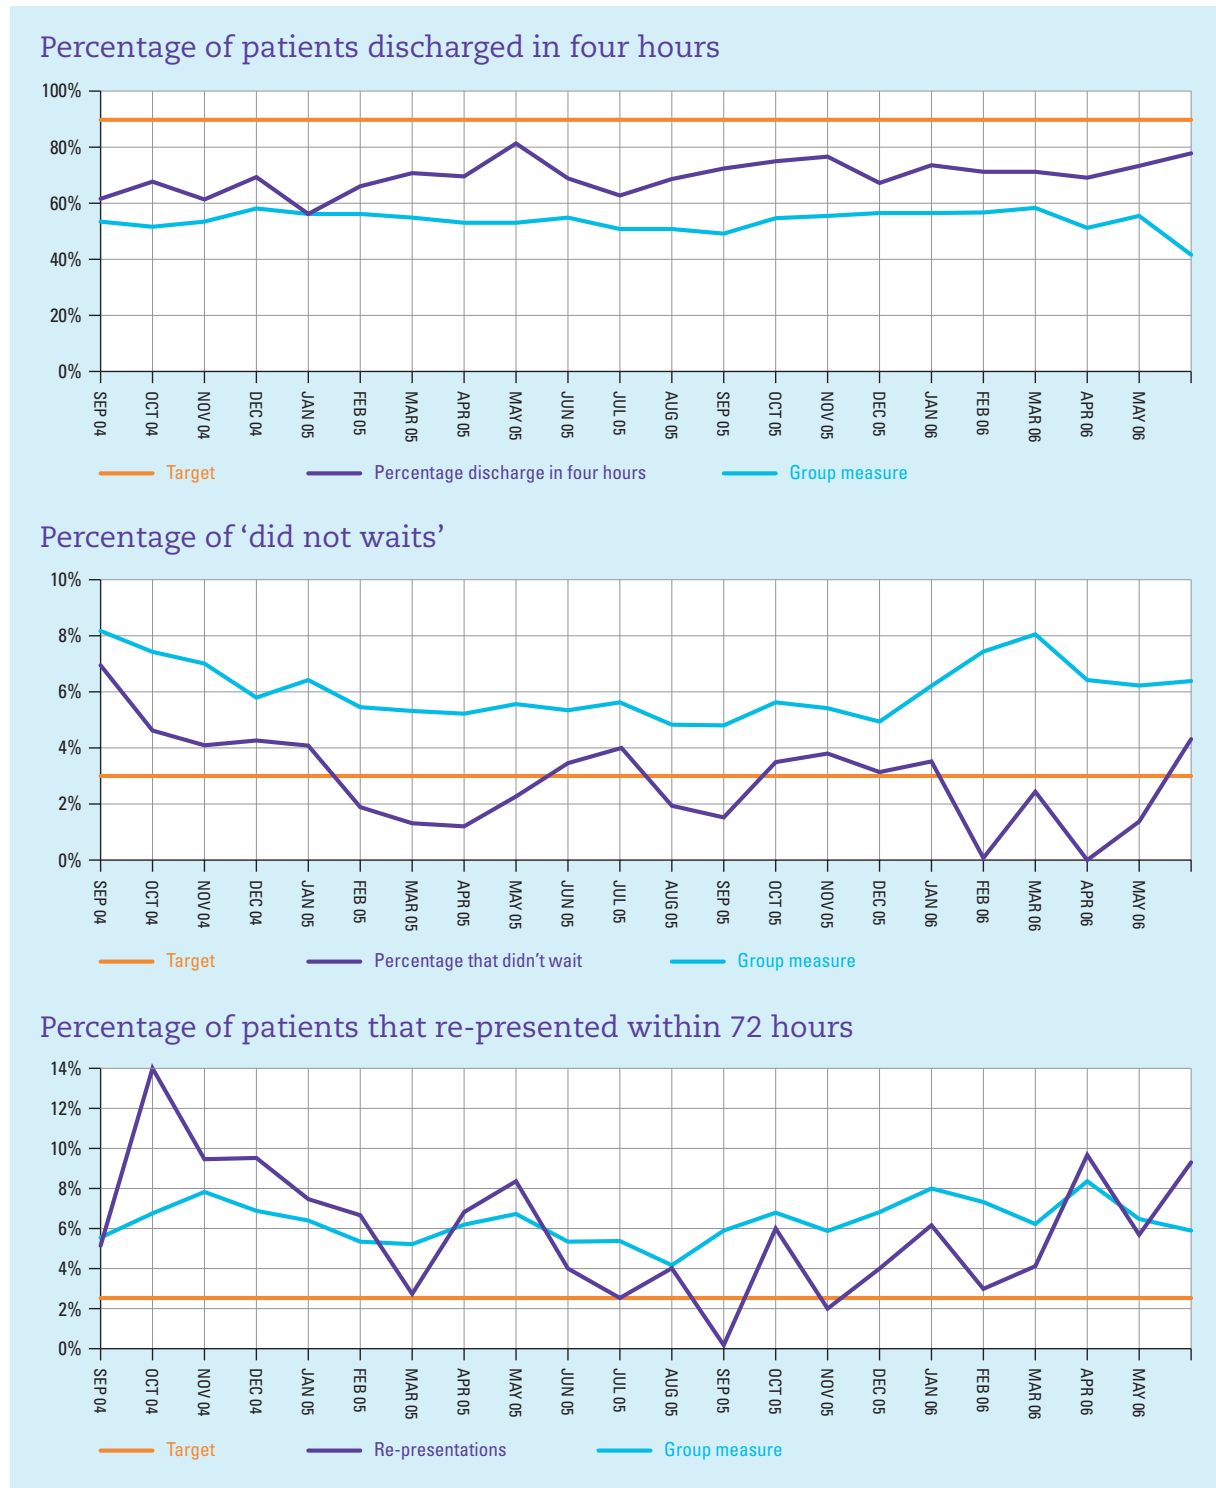 Percentage of patients discharged in four hours
100%
80%
60%
40%
20%
0%
SEP 04 OCT 04 NOV 04 DEC 04 JAN 05 FEB 05 MAR 05 APR 05 MAY 05 JUN 05 JUL 05 AUG 05 SEP 05 OCT 05 NOV 05 DEC 05 JAN 06 FEB 06 MAR 06 APR 06 MAY 06
Target Percentage discharge in four hours Group measure
Percentage of ‘did not waits’
10%
8%
6%
4%
2%
0%
SEP 04 OCT 04 NOV 04 DEC 04 JAN 05 FEB 05 MAR 05 APR 05 MAY 05 JUN 05 JUL 05 AUG 05 SEP 05 OCT 05 NOV 05 DEC 05 JAN 06 FEB 06 MAR 06 APR 06 MAY 06
Target Percentage that didn’t wait Group measure
Percentage of patients that re-presented within 72 hours
14%
12%
10%
8%
6%
4%
2%
0%
SEP 04 OCT 04 NOV 04 DEC 04 JAN 05 FEB 05 MAR 05 APR 05 MAY 05 JUN 05 JUL 05 AUG 05 SEP 05 OCT 05 NOV 05 DEC 05 JAN 06 FEB 06 MAR 06 APR 06 MAY 06
Target Re-presentations Group measure